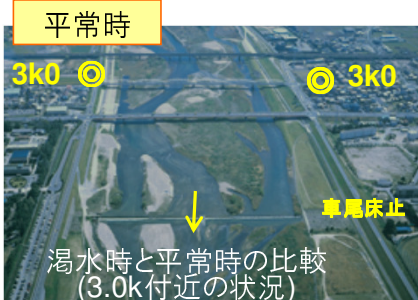 平常時
3k0 ◎
◎ 3k0
車尾床止
渇水時と平常時の比較
(3.0k付近の状況)